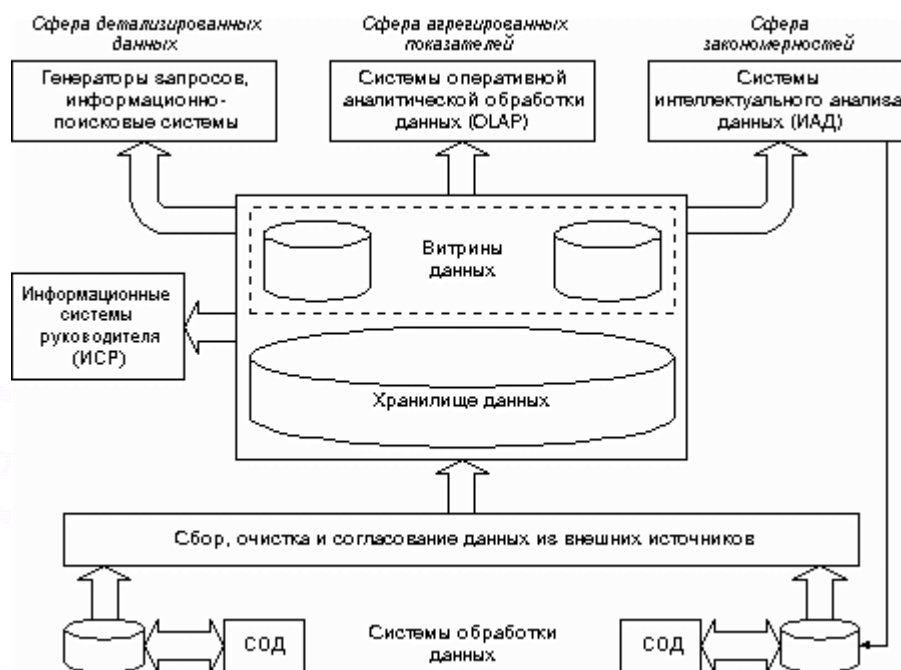 Сфера детализированных
данных
Сфера агрегированных
показателей
Сфера
закономерностей
Генераторы запросов,
информационно-
поисковые системы
Системы оперативной
аналитической обработки
данных (OLAP)
Системы
интеллектуального анализа
данных (ИАД)
Витрины
данных
Информационные
системы
руководителя
(ИСР)
Хранилище данных
Сбор, очистка и согласование данных из внешних источников
СОД
Системы обработки
данных
СОД